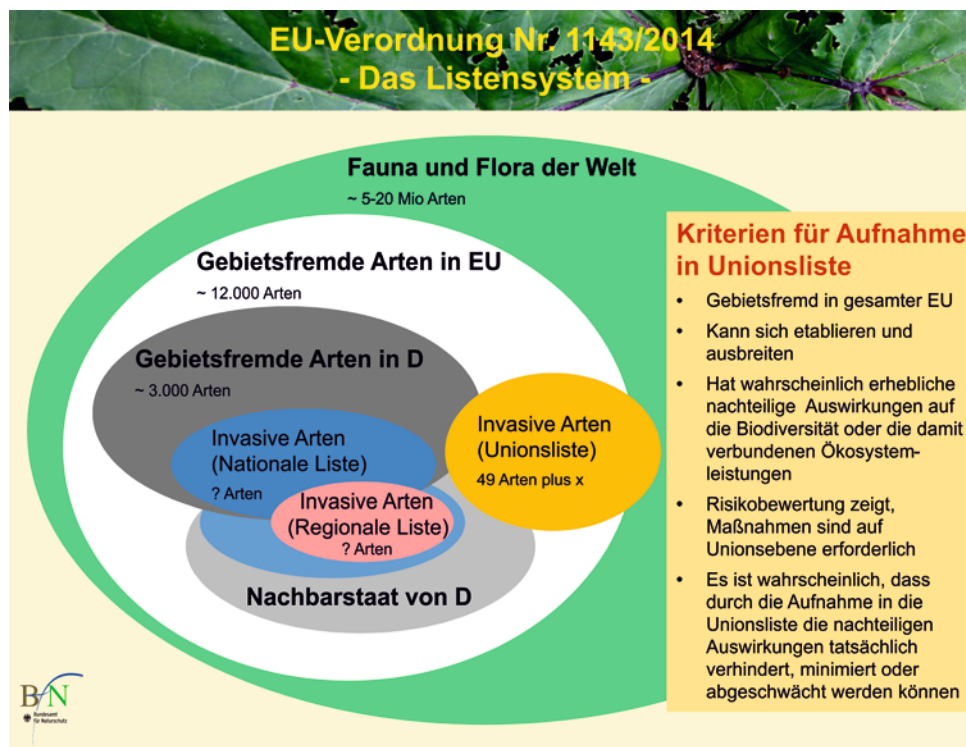 EU-Verordnung Nr. 1143/2014
- Das Listensystem -
Fauna und Flora der Welt
~ 5-20 Mio Arten
Gebietsfremde Arten in EU
~ 12.000 Arten
Gebietsfremde Arten in D
~ 3.000 Arten
Invasive Arten
(Nationale Liste)
? Arten
Invasive Arten
(Regionale Liste)
? Arten
Nachbarstaat von D
Invasive Arten
(Unionsliste)
49 Arten plus x
Kriterien für Aufnahme
in Unionsliste
• Gebietsfremd in gesamter EU
• Kann sich etablieren und
ausbreiten
• Hat wahrscheinlich erhebliche
nachteilige Auswirkungen auf
die Biodiversität oder die damit
verbundenen Ökosystem-
leistungen
• Risikobewertung zeigt,
Maßnahmen sind auf
Unionsebene erforderlich
• Es ist wahrscheinlich, dass
durch die Aufnahme in die
Unionsliste die nachteiligen
Auswirkungen tatsächlich
verhindert, minimiert oder
abgeschwächt werden können
BfN
Bundesamt
für Naturschutz